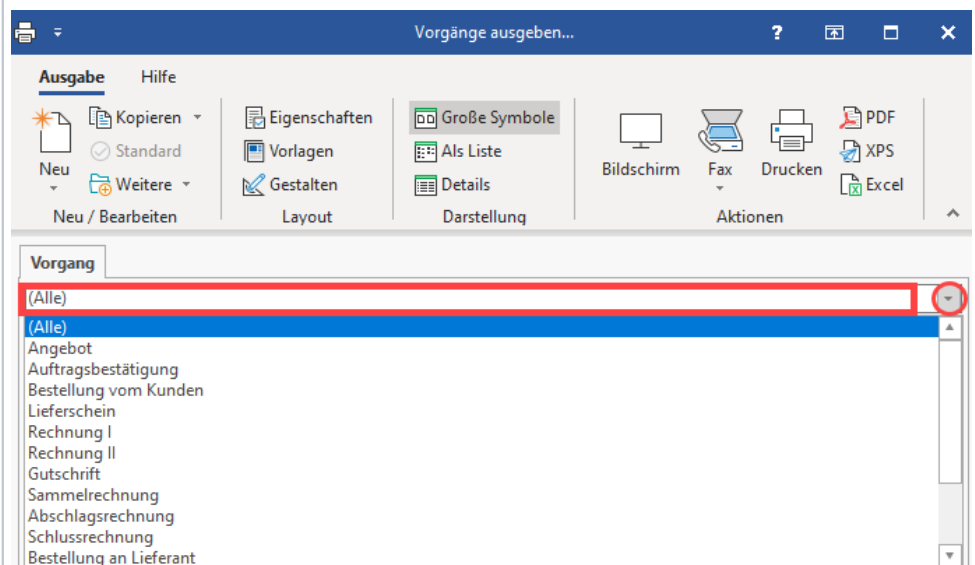 Vorgänge ausgeben... ?
Ausgabe Hilfe
Neu
Kopieren
Standard
Weitere
Neu / Bearbeiten
Eigenschaften
Vorlagen
Gestalten
Layout
Große Symbole
Als Liste
Details
Darstellung
Bildschirm
Fax
Drucken
PDF
XPS
Excel
Aktionen
Vorgang
(Alle)
(Alle)
Angebot
Auftragsbestätigung
Bestellung vom Kunden
Lieferschein
Rechnung I
Rechnung II
Gutschrift
Sammelrechnung
Abschlagsrechnung
Schlussrechnung
Bestellung an Lieferant